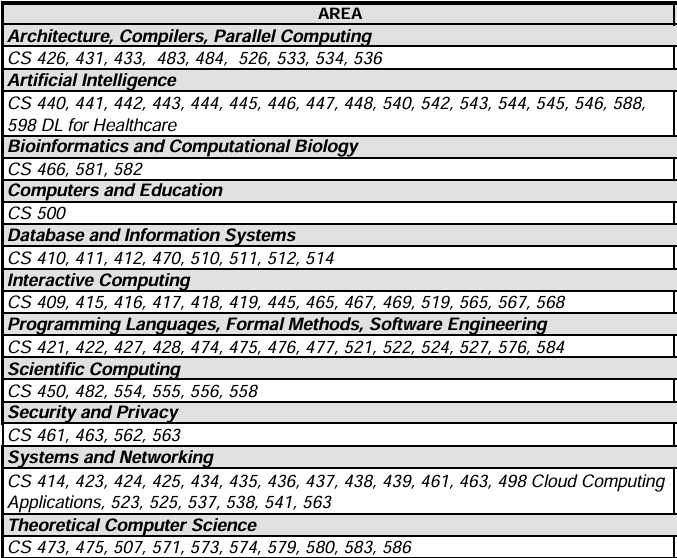 AREA
Architecture, Compilers, Parallel Computing
CS 426, 431, 433, 483, 484, 526, 533, 534, 536
Artificial Intelligence
CS 440, 441, 442, 443, 444, 445, 446, 447, 448, 540, 542, 543, 544, 545, 546, 588,
598 DL for Healthcare
Bioinformatics and Computational Biology
CS 466, 581, 582
Computers and Education
CS 500
Database and Information Systems
CS 410, 411, 412, 470, 510, 511, 512, 514
Interactive Computing
CS 409, 415, 416, 417, 418, 419, 445, 465, 467, 469, 519, 565, 567, 568
Programming Languages, Formal Methods, Software Engineering
CS 421, 422, 427, 428, 474, 475, 476, 477, 521, 522, 524, 527, 576, 584
Scientific Computing
CS 450, 482, 554, 555, 556, 558
Security and Privacy
CS 461, 463, 562, 563
Systems and Networking
CS 414, 423, 424, 425, 434, 435, 436, 437, 438, 439, 461, 463, 498 Cloud Computing
Applications, 523, 525, 537, 538, 541, 563
Theoretical Computer Science
CS 473, 475, 507, 571, 573, 574, 579, 580, 583, 586